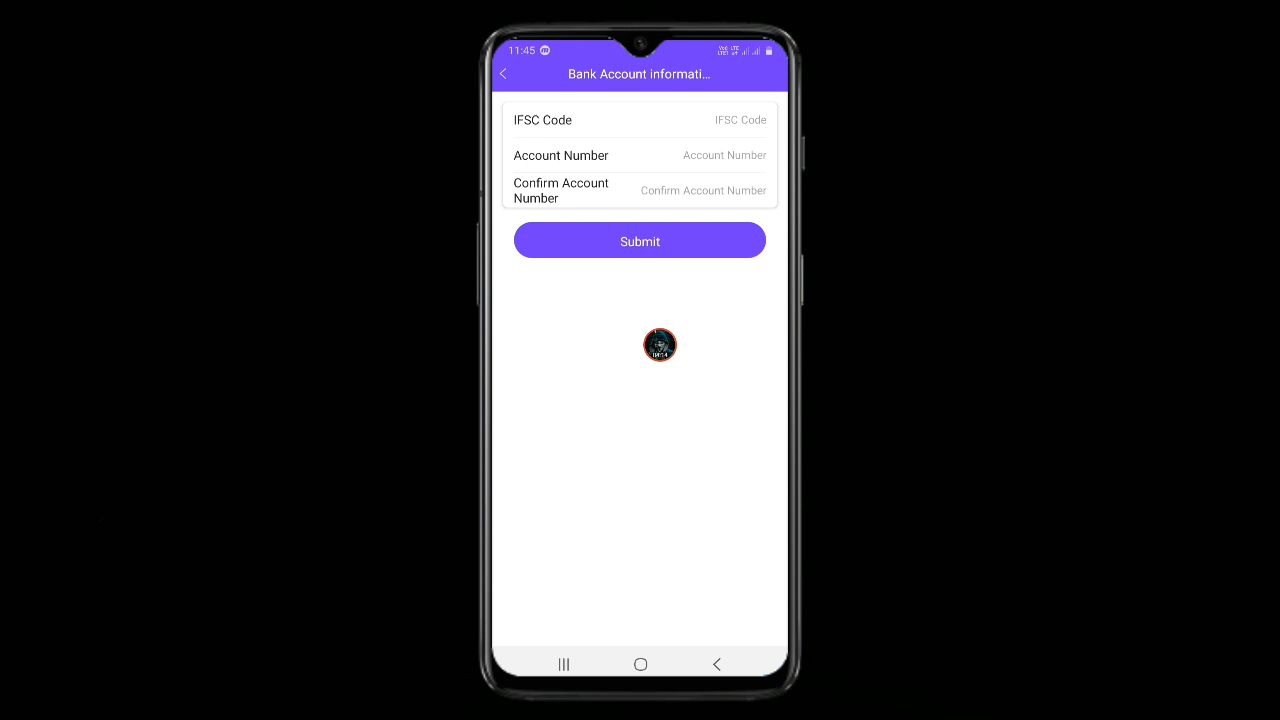 11:45
Bank Account informati...
IFSC Code IFSC Code
Account Number Account Number
Confirm Account Number Confirm Account Number
Submit